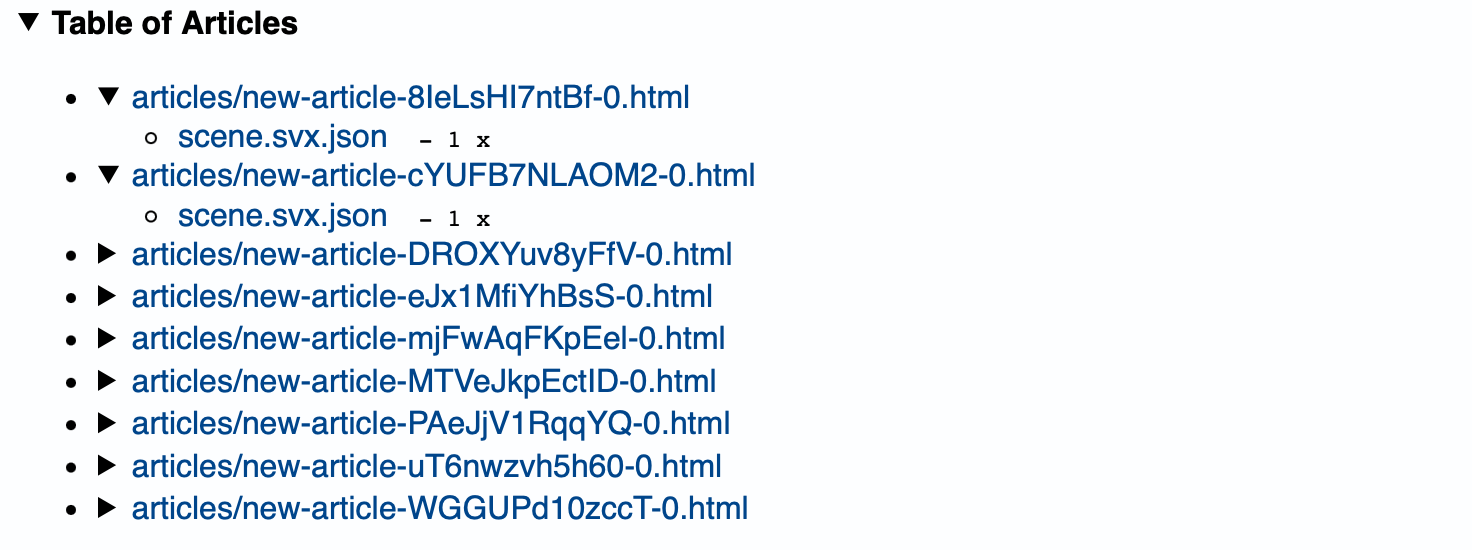 Table of Articles
articles/new-article-8IeLsHI7ntBf-0.html
scene.svx.json - 1 x
articles/new-article-cYUFB7NLAOM2-0.html
scene.svx.json - 1 x
articles/new-article-DROXYuv8yFfV-0.html
articles/new-article-eJx1MfiYhBsS-0.html
articles/new-article-mjFwAqFKpEel-0.html
articles/new-article-MTVeJkpEctID-0.html
articles/new-article-PAeJjV1RqqYQ-0.html
articles/new-article-uT6nwzvh5h60-0.html
articles/new-article-WGGUPd10zccT-0.html